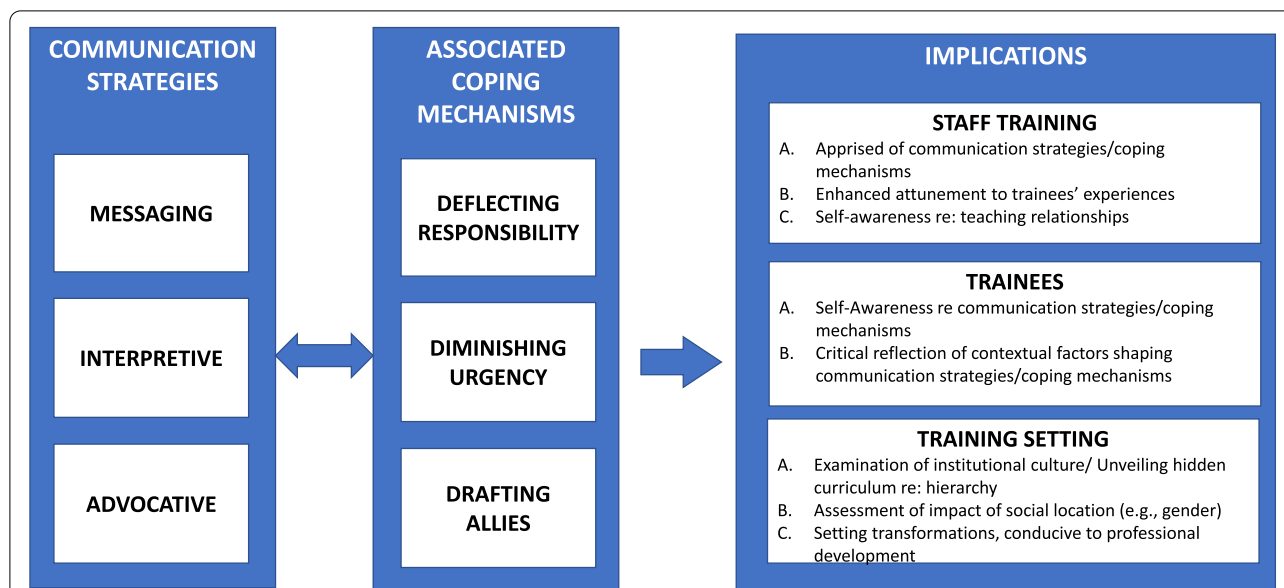 COMMUNICATION
STRATEGIES
MESSAGING
INTERPRETIVE
ADVOCATIVE
ASSOCIATED
COPING
MECHANISMS
DEFLECTING
RESPONSIBILITY
DIMINISHING
URGENCY
DRAFTING
ALLIES
IMPLICATIONS
STAFF TRAINING
A. Apprised of communication strategies/coping
mechanisms
B. Enhanced attunement to trainees’ experiences
C. Self-awareness re: teaching relationships
TRAINEES
A. Self-Awareness re communication strategies/coping
mechanisms
B. Critical reflection of contextual factors shaping
communication strategies/coping mechanisms
TRAINING SETTING
A. Examination of institutional culture/ Unveiling hidden
curriculum re: hierarchy
B. Assessment of impact of social location (e.g., gender)
C. Setting transformations, conducive to professional
development